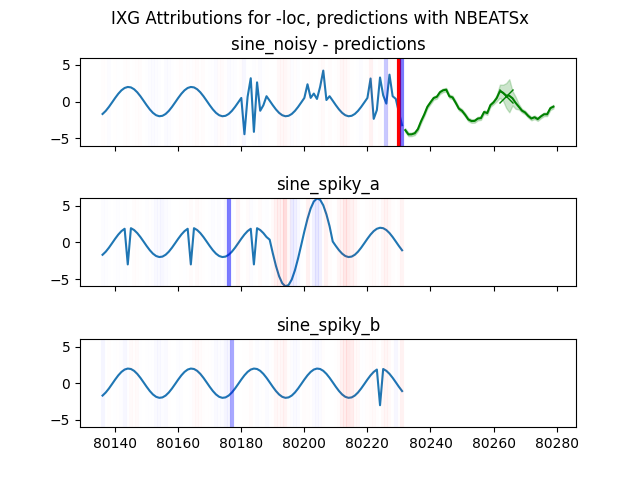 IXG Attributions for -loc, predictions with NBEATSx
sine_noisy - predictions
5
0
−5
sine_spiky_a
5
0
−5
sine_spiky_b
5
0
−5
80140 80160 80180 80200 80220 80240 80260 80280